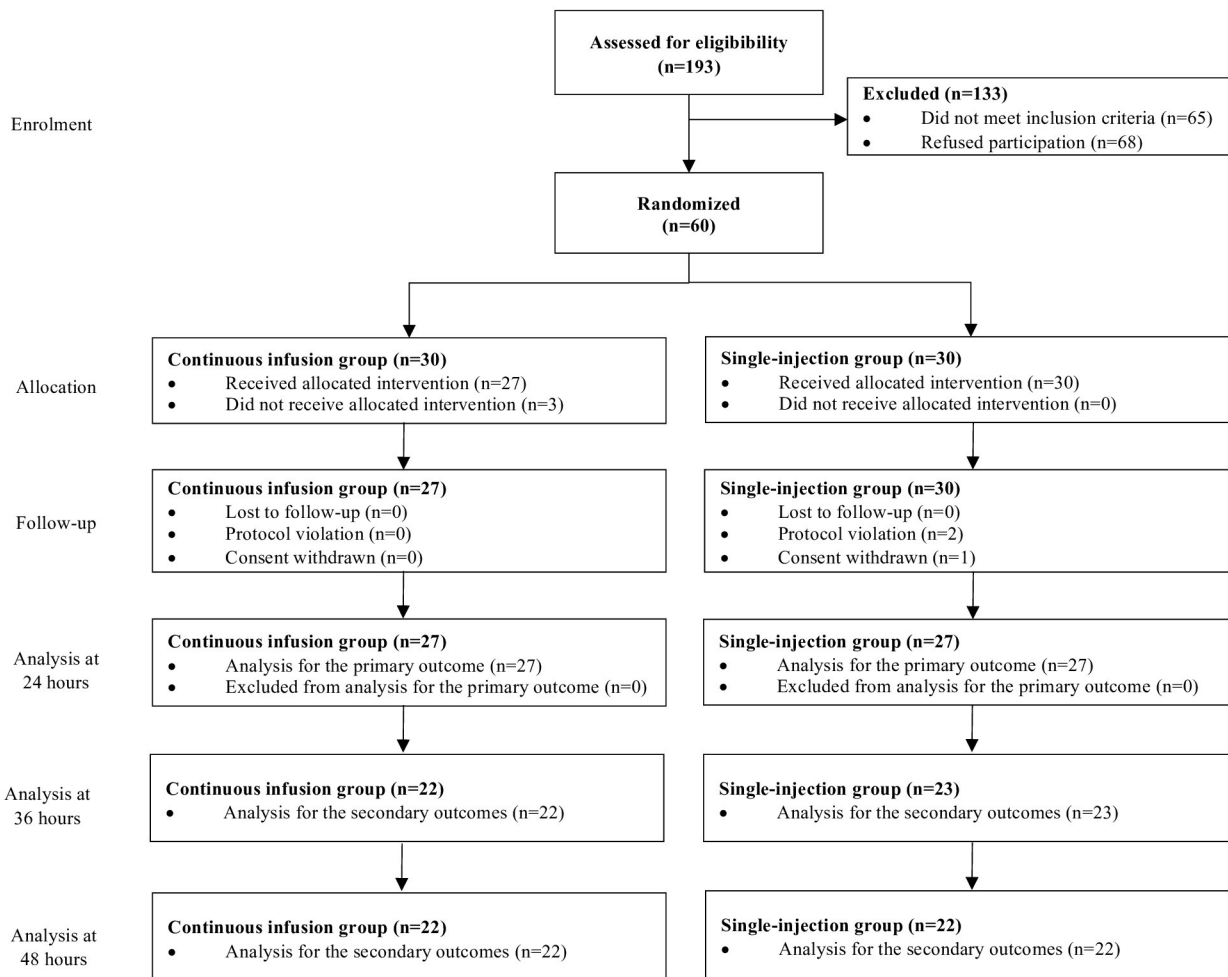 Assessed for eligibibility
(n=193)
Enrolment
Excluded (n=133)
• Did not meet inclusion criteria (n=65)
• Refused participation (n=68)
Randomized
(n=60)
Allocation
Continuous infusion group (n=30)
• Received allocated intervention (n=27)
• Did not receive allocated intervention (n=3)
Single-injection group (n=30)
• Received allocated intervention (n=30)
• Did not receive allocated intervention (n=0)
Follow-up
Continuous infusion group (n=27)
• Lost to follow-up (n=0)
• Protocol violation (n=0)
• Consent withdrawn (n=0)
Single-injection group (n=30)
• Lost to follow-up (n=0)
• Protocol violation (n=2)
• Consent withdrawn (n=1)
Analysis at
24 hours
Continuous infusion group (n=27)
• Analysis for the primary outcome (n=27)
• Excluded from analysis for the primary outcome (n=0)
Single-injection group (n=27)
• Analysis for the primary outcome (n=27)
• Excluded from analysis for the primary outcome (n=0)
Analysis at
36 hours
Continuous infusion group (n=22)
• Analysis for the secondary outcomes (n=22)
Single-injection group (n=23)
• Analysis for the secondary outcomes (n=23)
Analysis at
48 hours
Continuous infusion group (n=22)
• Analysis for the secondary outcomes (n=22)
Single-injection group (n=22)
• Analysis for the secondary outcomes (n=22)